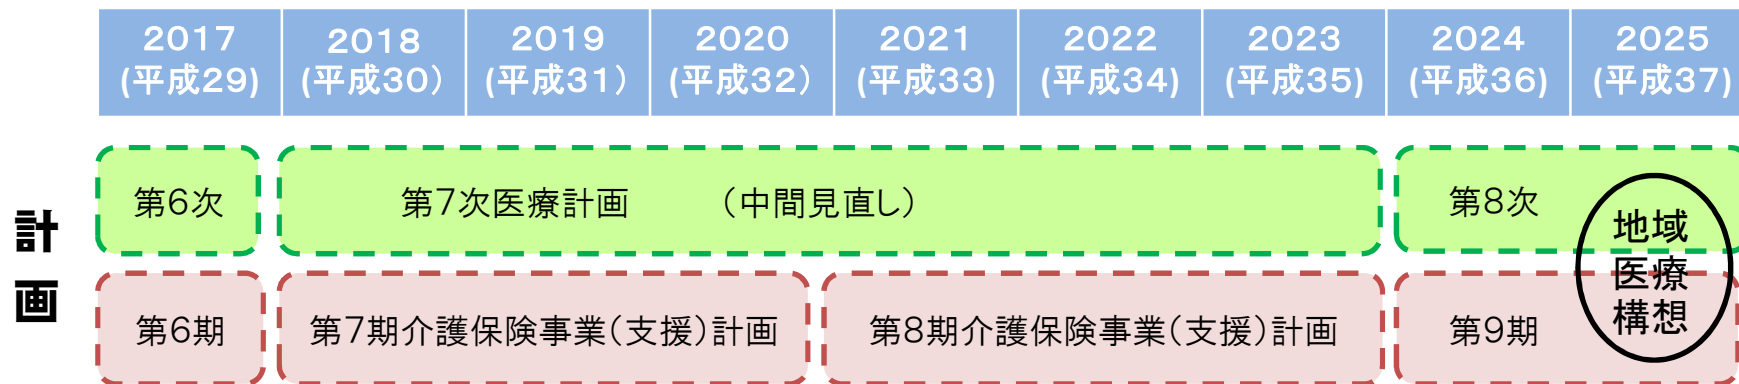 2017
(平成29)
2018
(平成30)
2019
(平成31)
2020
(平成32)
2021
(平成33)
2022
(平成34)
2023
(平成35)
2024
(平成36)
2025
(平成37)
計画
第6次
第7次医療計画 (中間見直し)
第8次
第6期
第7期介護保険事業(支援)計画
第8期介護保険事業(支援)計画
第9期
地域
医療
構想